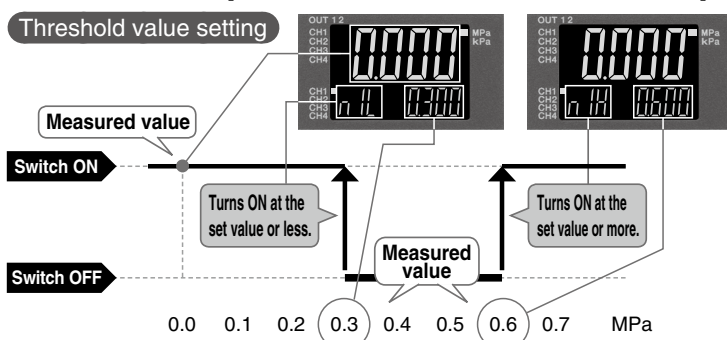 Threshold value setting
OUT 1 2
CH1
CH2
CH3
CH4
0.000
MPa
kPa
CH1
CH2
CH3
CH4
n1L
0.300
OUT 1 2
CH1
CH2
CH3
CH4
0.000
MPa
kPa
CH1
CH2
CH3
CH4
n1H
0.600
Measured value
Switch ON
Turns ON at the
set value or less.
Turns ON at the
set value or more.
Measured
value
Switch OFF
0.0 0.1 0.2 0.3 0.4 0.5 0.6 0.7 MPa